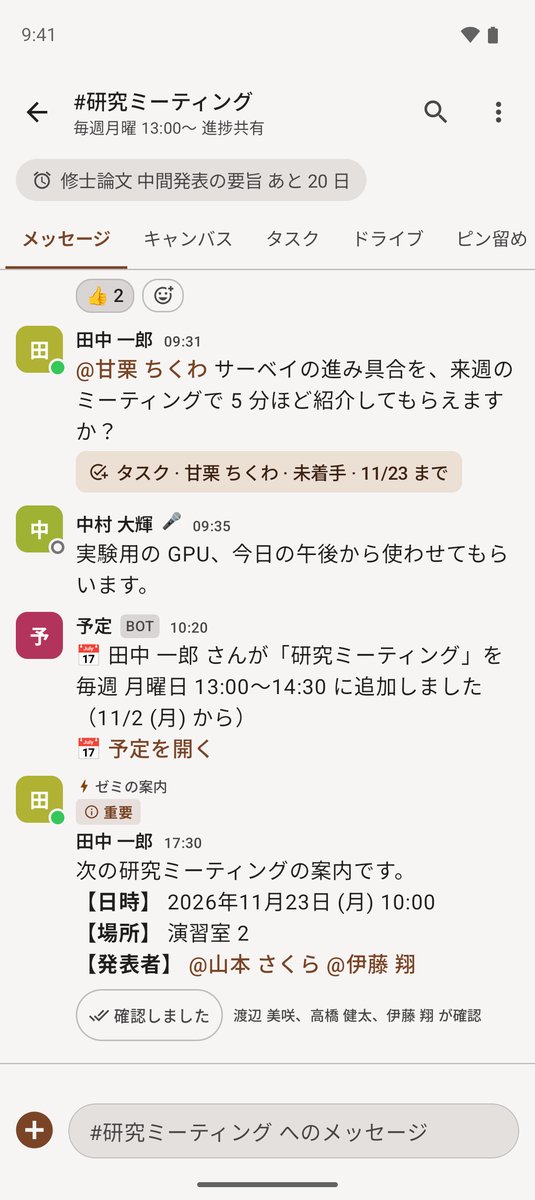 9:41
#研究ミーティング
毎週月曜 13:00〜 進捗共有
修士論文 中間発表の要旨 あと 20 日
メッセージ
キャンバス
タスク
ドライブ
ピン留め
👍 2
田中 一郎 09:31
田
@甘栗 ちくわ サーベイの進み具合を、来週の
ミーティングで 5 分ほど紹介してもらえます
か？
タスク · 甘栗 ちくわ · 未着手 · 11/23 まで
中
中村 大輝 🎤 09:35
実験用の GPU、今日の午後から使わせてもら
います。
予
予定 BOT 10:20
📅 田中 一郎 さんが「研究ミーティング」を
毎週 月曜日 13:00〜14:30 に追加しました
（11/2 (月) から）
📅 予定を開く
田
ゼミの案内
重要
田中 一郎 17:30
次の研究ミーティングの案内です。
【日時】 2026年11月23日 (月) 10:00
【場所】 演習室 2
【発表者】 @山本 さくら @伊藤 翔
確認しました
渡辺 美咲、高橋 健太、伊藤 翔 が確認
#研究ミーティング へのメッセージ